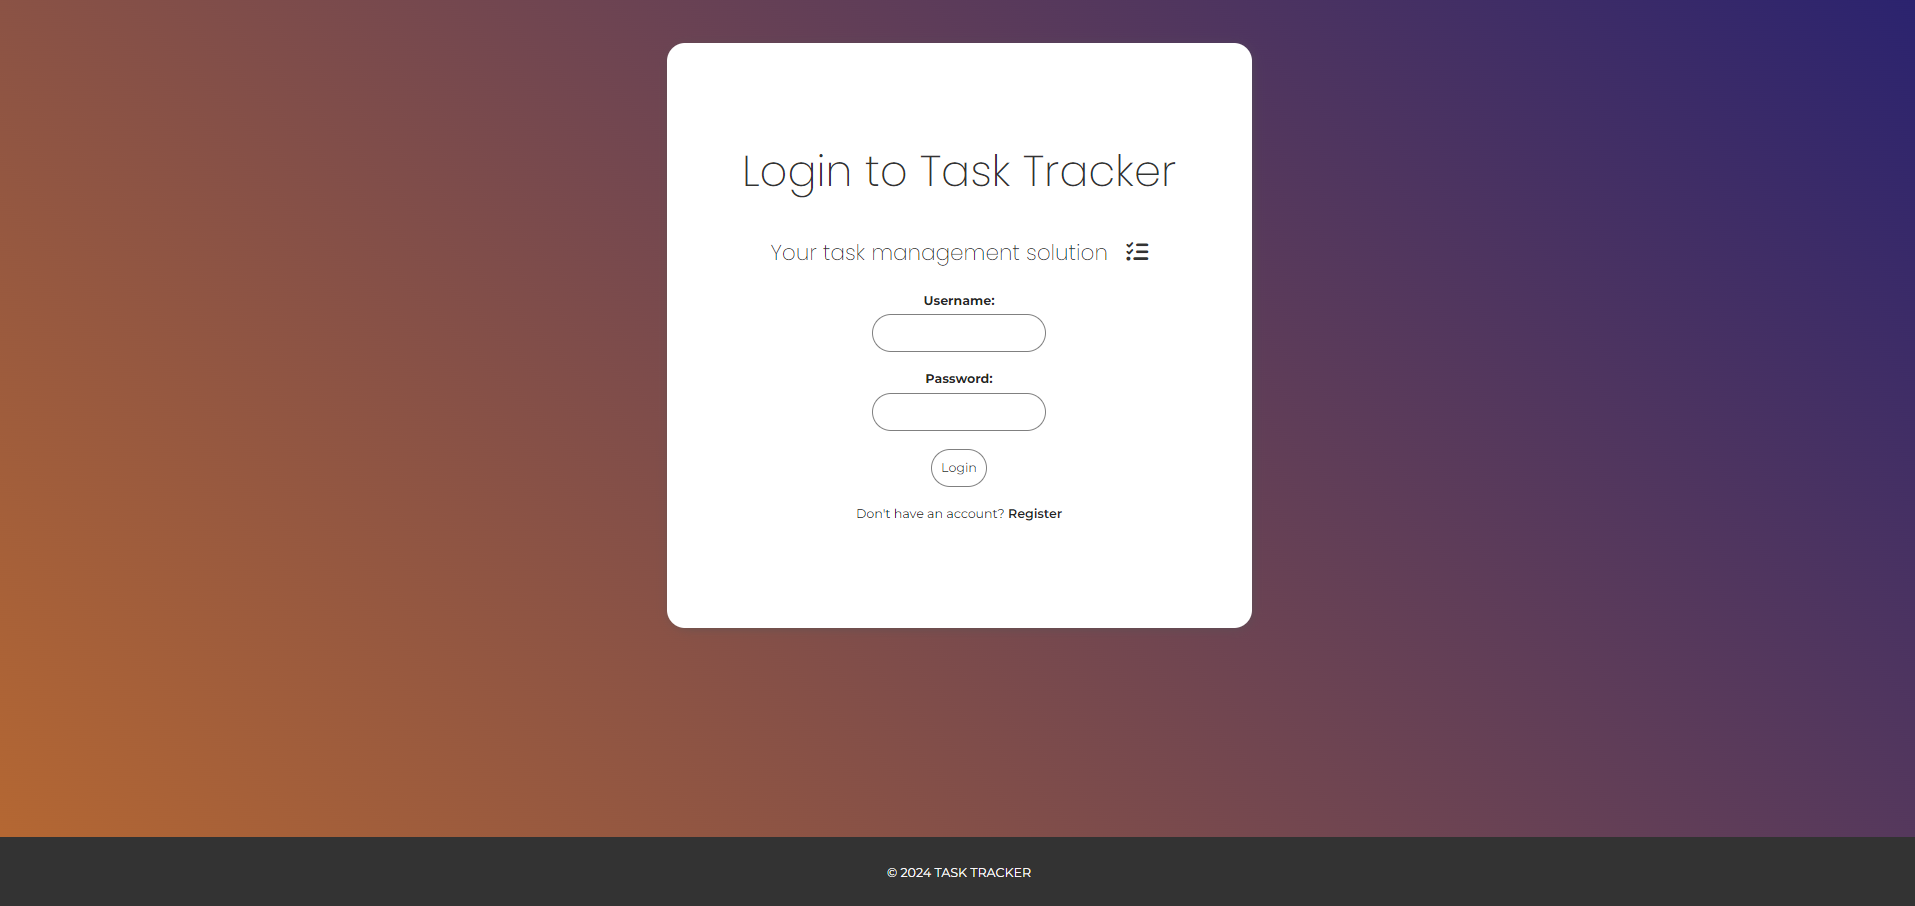 Login to Task Tracker
Your task management solution
Username:
Password:
Login
Don't have an account? Register
© 2024 TASK TRACKER